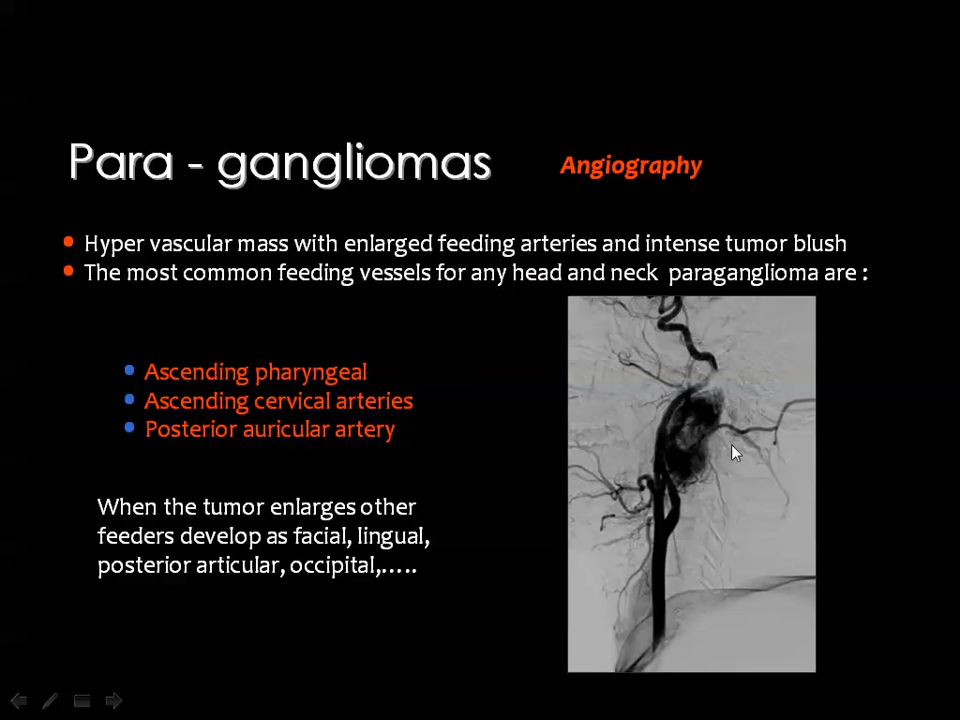 Para - gangliomas
Angiography
Hyper vascular mass with enlarged feeding arteries and intense tumor blush
The most common feeding vessels for any head and neck paraganglioma are :
Ascending pharyngeal
Ascending cervical arteries
Posterior auricular artery
When the tumor enlarges other
feeders develop as facial, lingual,
posterior articular, occipital,.....